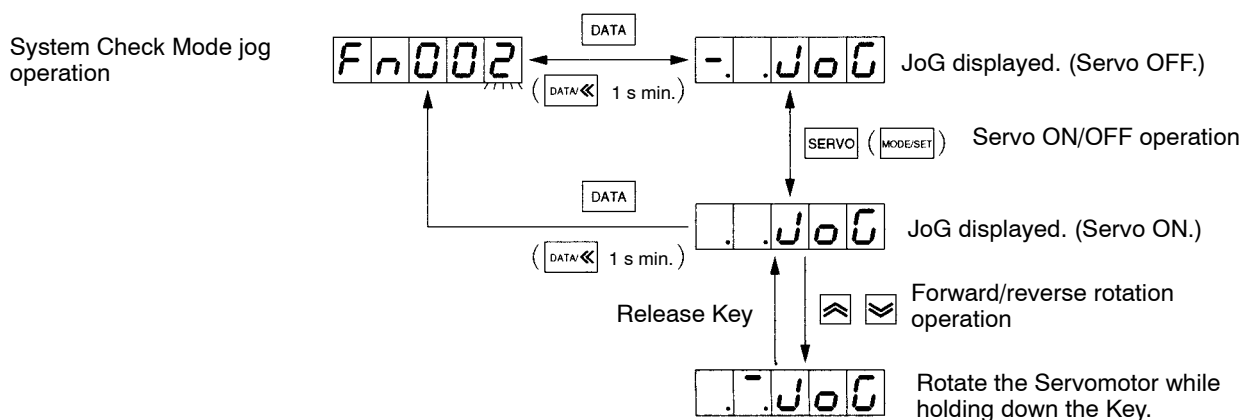 System Check Mode jog
operation
Fn002
DATA
(DATA/≪ 1 s min.)
-. .JoG
JoG displayed. (Servo OFF.)
SERVO (MODE/SET)
Servo ON/OFF operation
DATA
(DATA/≪ 1 s min.)
. .JoG
JoG displayed. (Servo ON.)
Release Key
Forward/reverse rotation
operation
. ‾.JoG
Rotate the Servomotor while
holding down the Key.